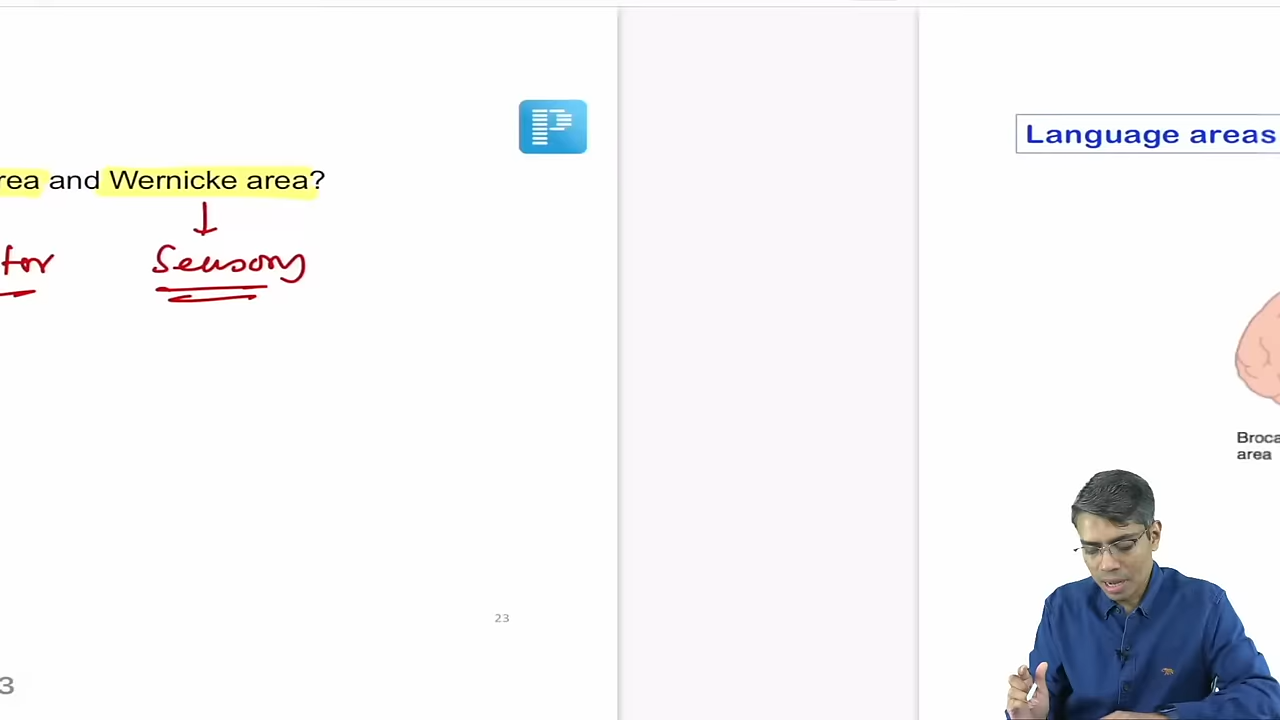 rea and Wernicke area?
tor
Sensory
23
3
Language areas
Broca
area
P